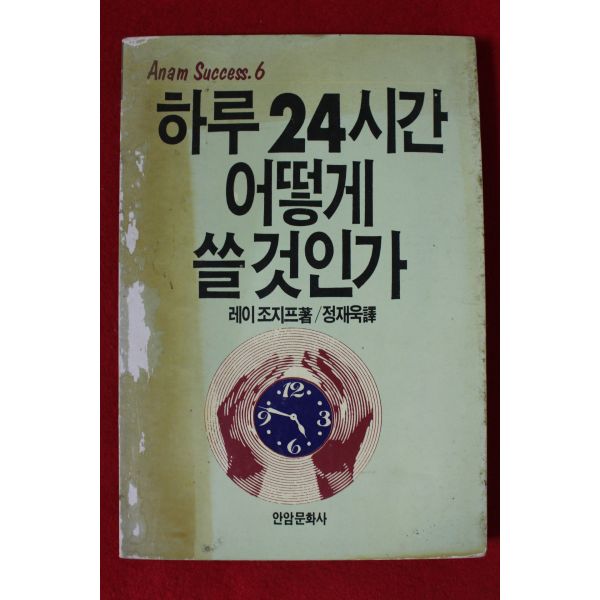 Anam Success.6
하루 24시간
어떻게
쓸 것인가
레이 조지프著/정재욱譯
12
9 3
6
안암문화사